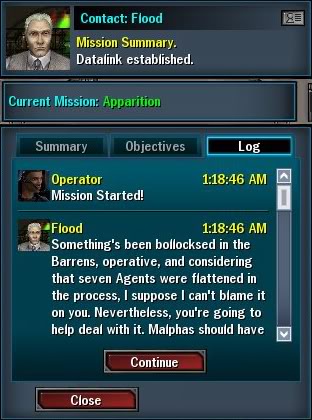 Contact: Flood
Mission Summary.
Datalink established.
Current Mission: Apparition
Summary
Objectives
Log
Operator 1:18:46 AM
Mission Started!
Flood 1:18:46 AM
Something's been bollocksed in the
Barrens, operative, and considering
that seven Agents were flattened in
the process, I suppose I can't blame it
on you. Nevertheless, you're going to
help deal with it. Malphas should have
Continue
Close